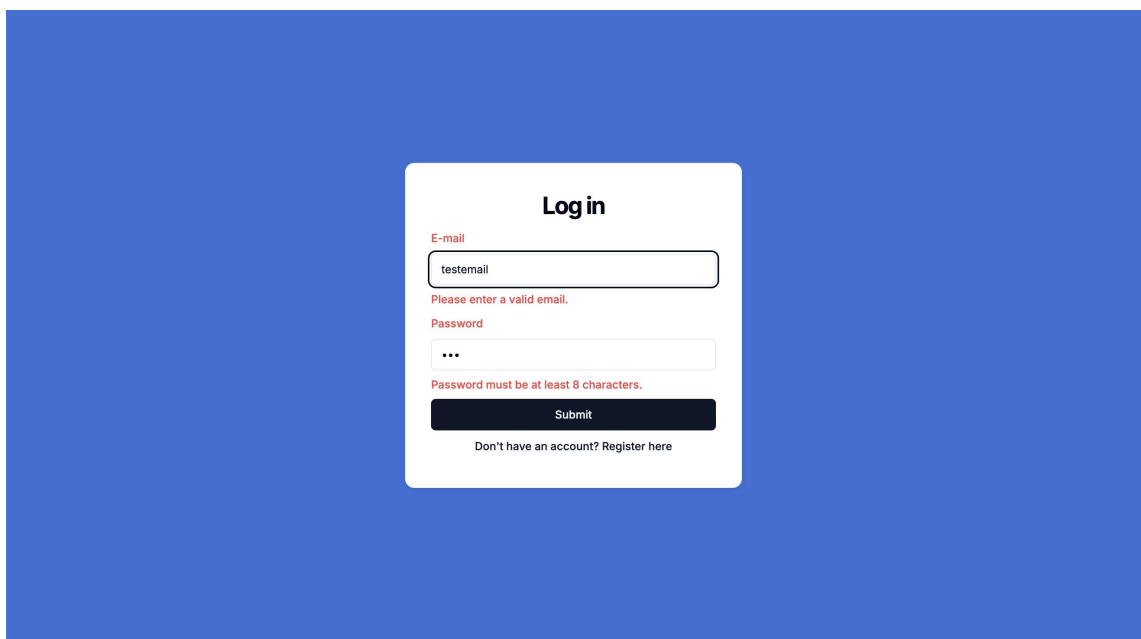 Log in
E-mail
testemail
Please enter a valid email.
Password
•••
Password must be at least 8 characters.
Submit
Don't have an account? Register here